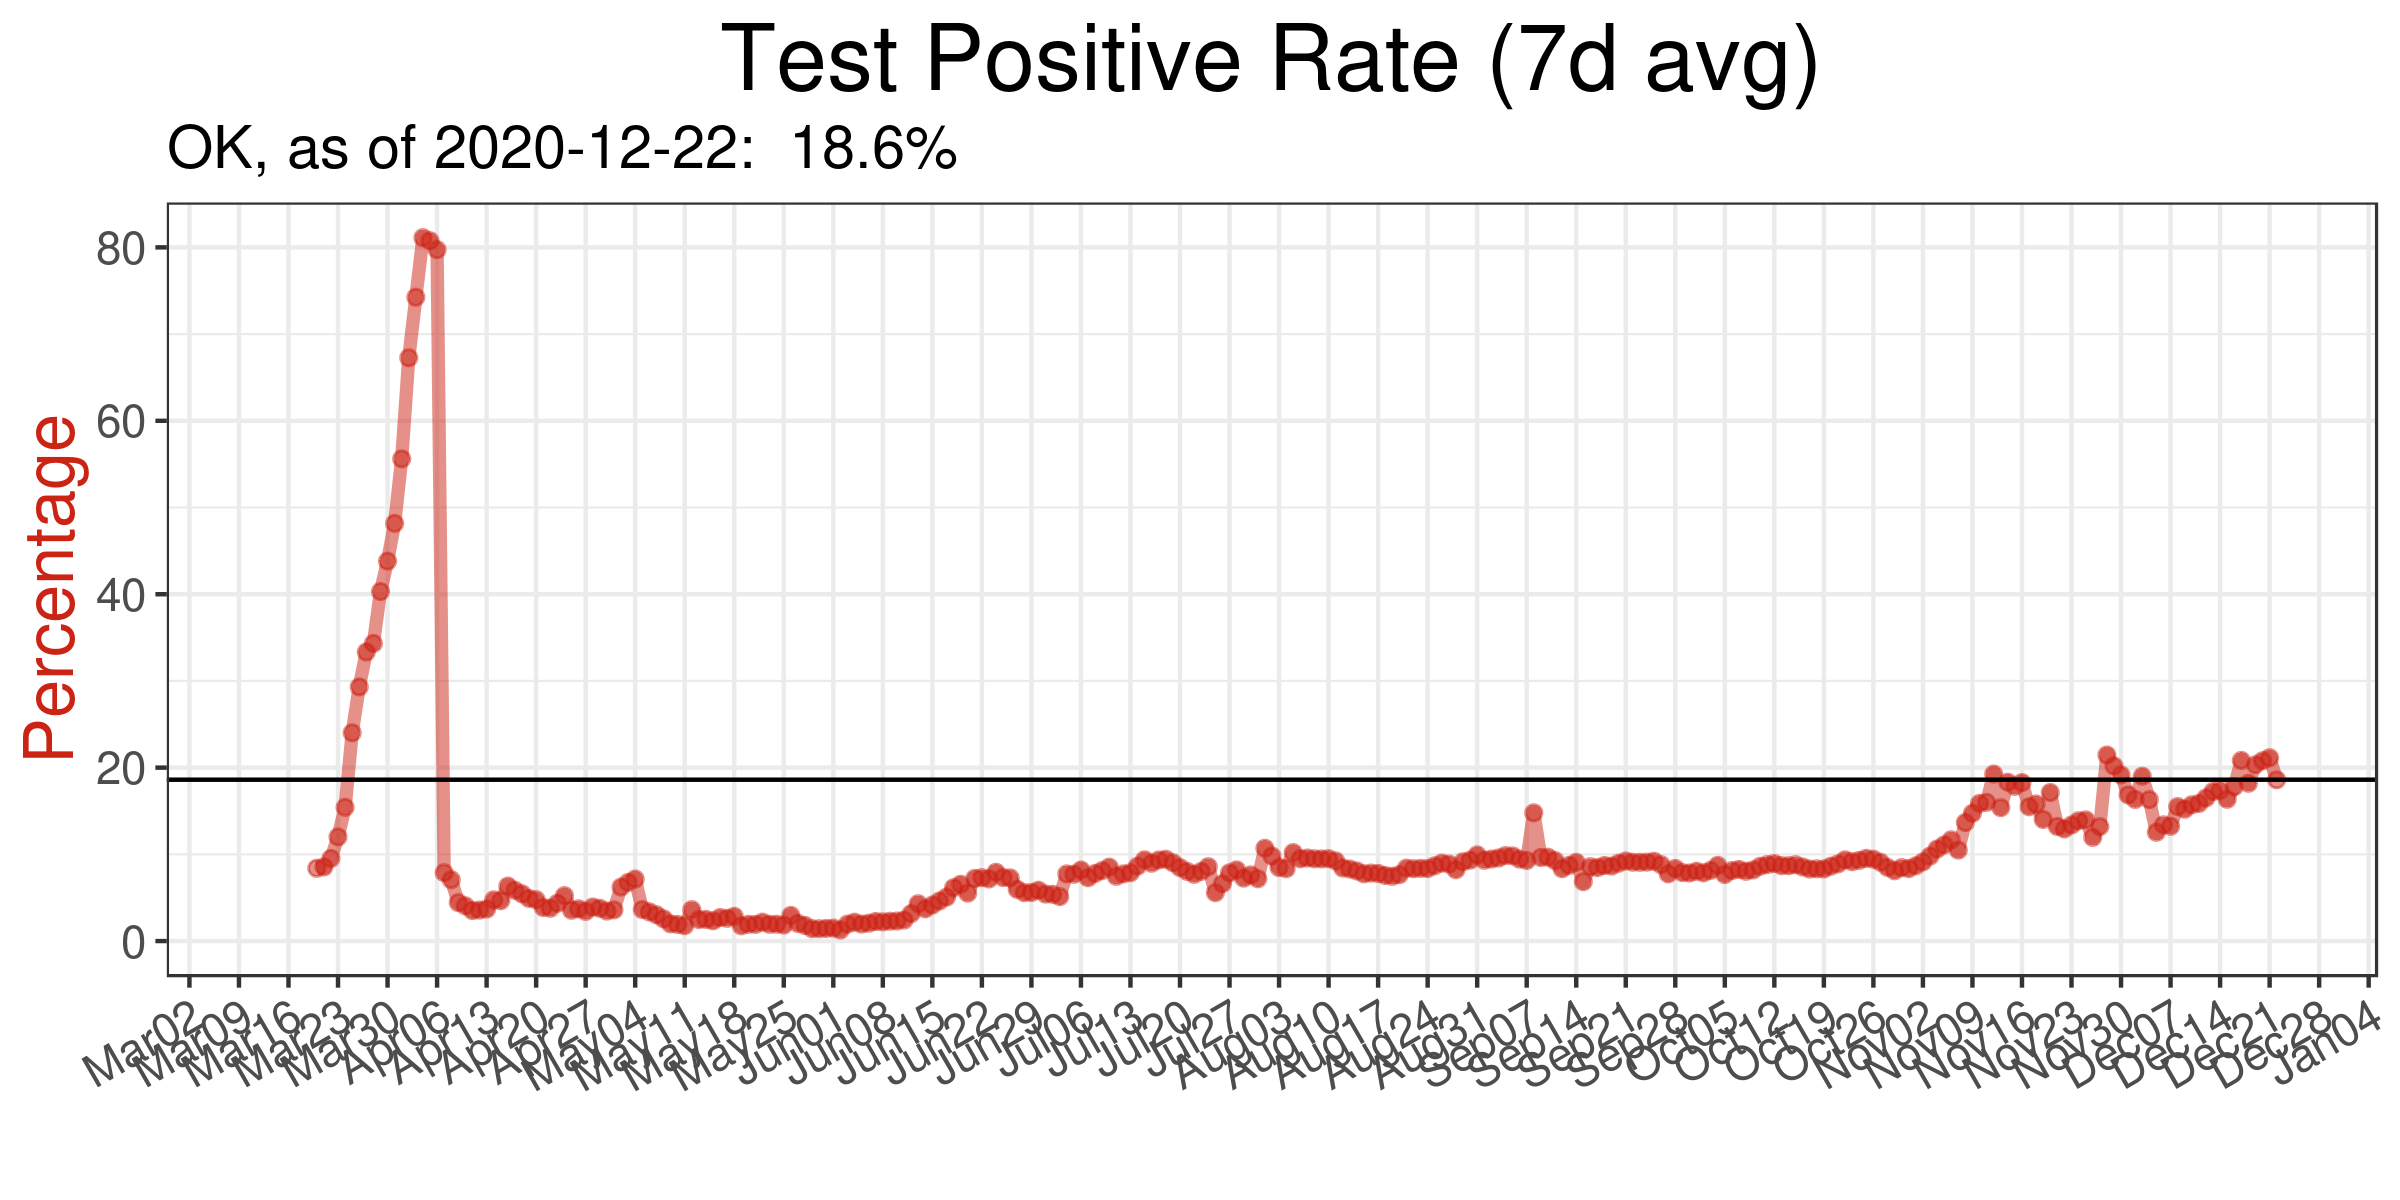 Test Positive Rate (7d avg)
OK, as of 2020-12-22:  18.6%
Percentage
80
60
40
20
0
Mar02
Mar09
Mar16
Mar23
Mar30
Apr06
Apr13
Apr20
Apr27
May04
May11
May18
May25
Jun01
Jun08
Jun15
Jun22
Jun29
Jul06
Jul13
Jul20
Jul27
Aug03
Aug10
Aug17
Aug24
Aug31
Sep07
Sep14
Sep21
Sep28
Oct05
Oct12
Oct19
Oct26
Nov02
Nov09
Nov16
Nov23
Nov30
Dec07
Dec14
Dec21
Dec28
Jan04